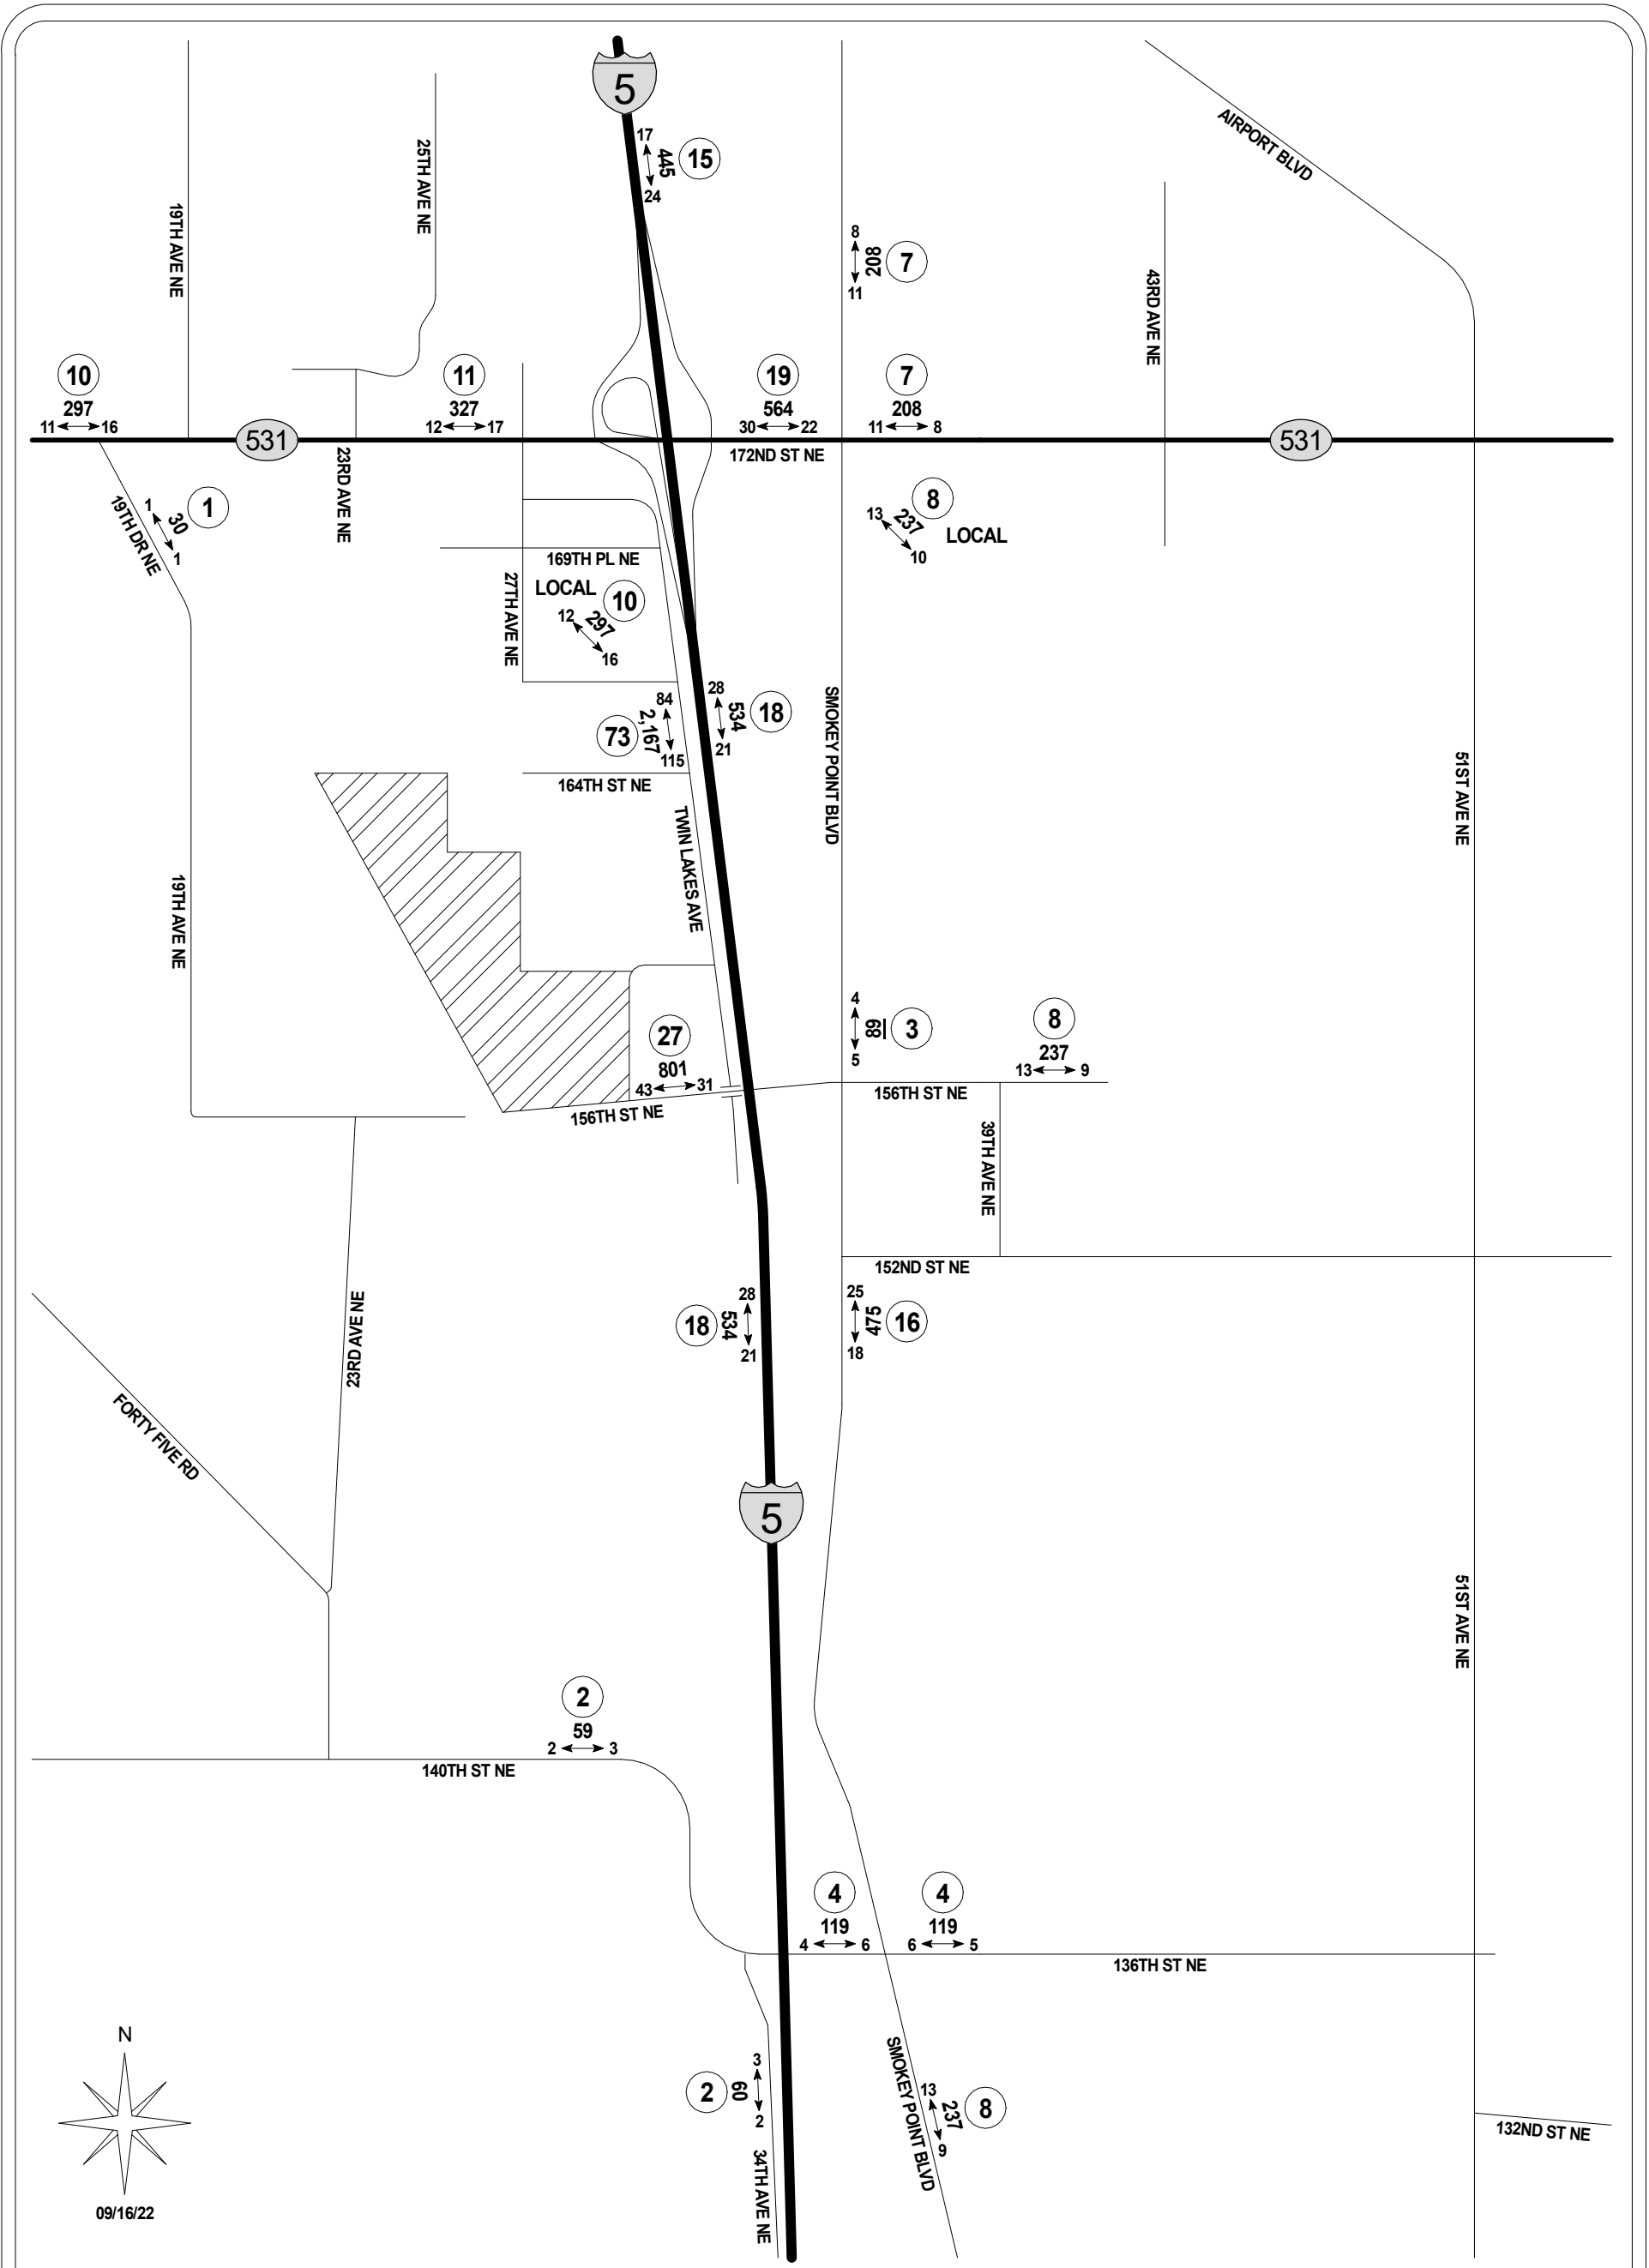 5
17
445
15
24
25TH AVE NE
19TH AVE NE
AIRPORT BLVD
8
208
7
11
43RD AVE NE
10
297
11 16
11
327
12 17
19
564
30 22
7
208
11 8
531
531
172ND ST NE
23RD AVE NE
1
30
1
1
19TH DR NE
13
237
8
LOCAL
10
169TH PL NE
27TH AVE NE
LOCAL
10
12
297
16
84
2,167
73
115
28
534
18
21
SMOKEY POINT BLVD
51ST AVE NE
164TH ST NE
TWIN LAKES AVE
19TH AVE NE
4
89
3
5
8
237
13 9
27
801
43 31
156TH ST NE
156TH ST NE
39TH AVE NE
152ND ST NE
28
534
18
21
25
475
16
18
23RD AVE NE
FORTY FIVE RD
5
51ST AVE NE
2
59
2 3
140TH ST NE
4
119
4 6
4
119
6 5
136TH ST NE
N
09/16/22
3
60
2
2
34TH AVE NE
SMOKEY POINT BLVD
13
237
8
9
132ND ST NE